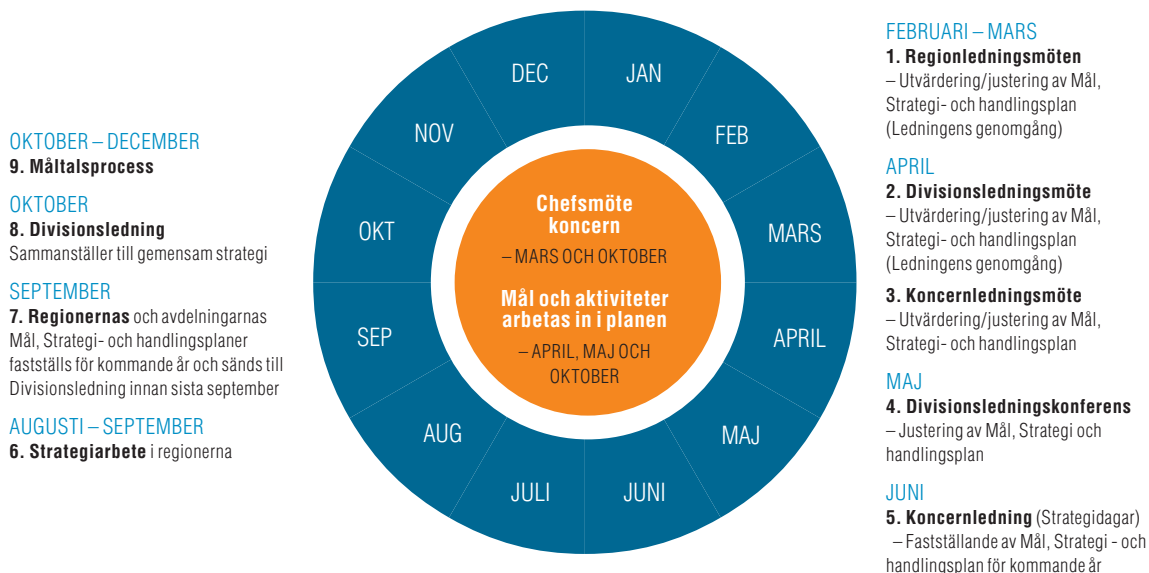 OKTOBER – DECEMBER
9. Måltalsprocess
OKTOBER
8. Divisionsledning
Sammanställer till gemensam strategi
SEPTEMBER
7. Regionernas och avdelningarnas
Mål, Strategi- och handlingsplaner
fastställs för kommande år och sänds till
Divisionsledning innan sista september
AUGUSTI – SEPTEMBER
6. Strategiarbete i regionerna
DEC
JAN
NOV
FEB
OKT
MARS
SEP
APRIL
AUG
MAJ
JULI
JUNI
Chefsmöte
koncern
– MARS OCH OKTOBER
Mål och aktiviteter
arbetas in i planen
– APRIL, MAJ OCH
OKTOBER
FEBRUARI – MARS
1. Regionledningsmöten
– Utvärdering/justering av Mål,
Strategi- och handlingsplan
(Ledningens genomgång)
APRIL
2. Divisionsledningsmöte
– Utvärdering/justering av Mål,
Strategi- och handlingsplan
(Ledningens genomgång)
3. Koncernledningsmöte
– Utvärdering/justering av Mål,
Strategi- och handlingsplan
MAJ
4. Divisionsledningskonferens
– Justering av Mål, Strategi och
handlingsplan
JUNI
5. Koncernledning (Strategidagar)
– Fastställande av Mål, Strategi - och
handlingsplan för kommande år